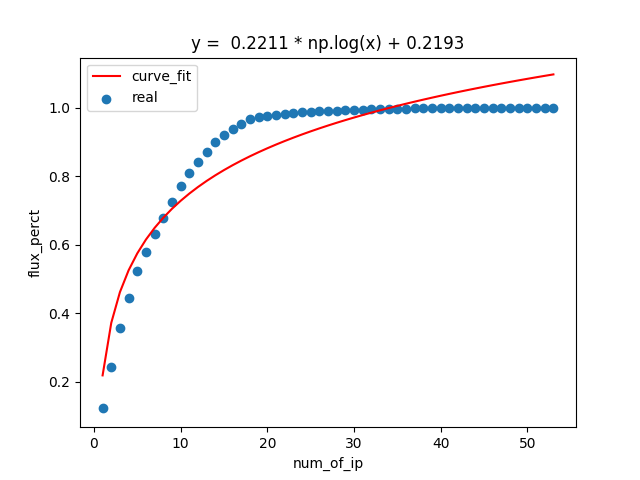 y =  0.2211 * np.log(x) + 0.2193
curve_fit
real
1.0
0.8
0.6
0.4
0.2
flux_perct
0 10 20 30 40 50
num_of_ip